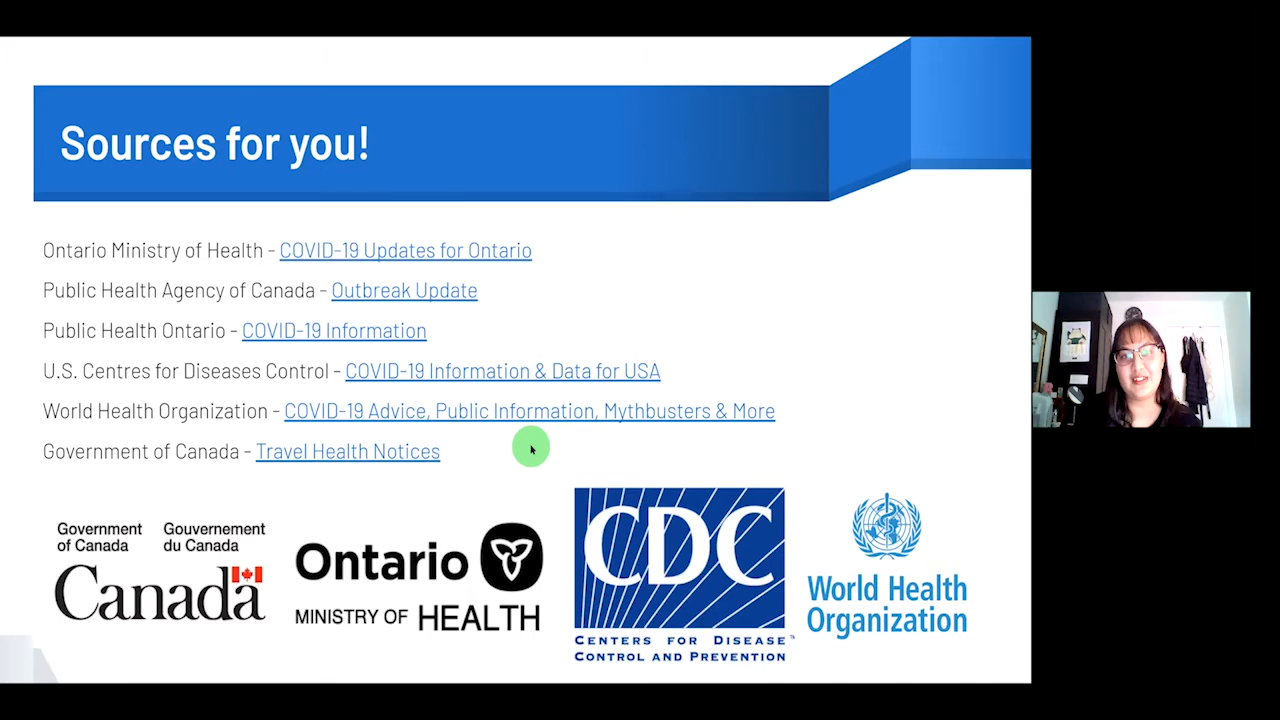 Sources for you!
Ontario Ministry of Health - COVID-19 Updates for Ontario
Public Health Agency of Canada - Outbreak Update
Public Health Ontario - COVID-19 Information
U.S. Centres for Diseases Control - COVID-19 Information & Data for USA
World Health Organization - COVID-19 Advice, Public Information, Mythbusters & More
Government of Canada - Travel Health Notices
Government of Canada
Gouvernement du Canada
Canada
Ontario
MINISTRY OF HEALTH
CDC
CENTERS FOR DISEASE™
CONTROL AND PREVENTION
World Health
Organization